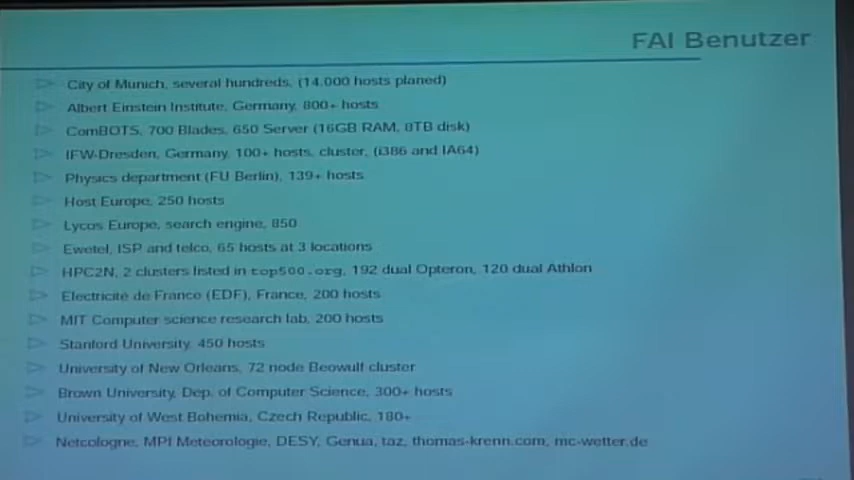 FAI Benutzer
City of Munich, several hundreds, (14.000 hosts planed)
Albert Einstein Institute, Germany, 800+ hosts
ComBOTS, 700 Blades, 650 Server (16GB RAM, 8TB disk)
IFW-Dresden, Germany, 100+ hosts, cluster, (i386 and IA64)
Physics department (FU Berlin), 139+ hosts
Host Europe, 250 hosts
Lycos Europe, search engine, 850
Ewetel, ISP and telco, 65 hosts at 3 locations
HPC2N, 2 clusters listed in top500.org, 192 dual Opteron, 120 dual Athlon
Electricité de France (EDF), France, 200 hosts
MIT Computer science research lab, 200 hosts
Stanford University, 450 hosts
University of New Orleans, 72 node Beowulf cluster
Brown University, Dep. of Computer Science, 300+ hosts
University of West Bohemia, Czech Republic, 180+
Netcologne, MPI Meteorologie, DESY, Genua, taz, thomas-krenn.com, mc-wetter.de